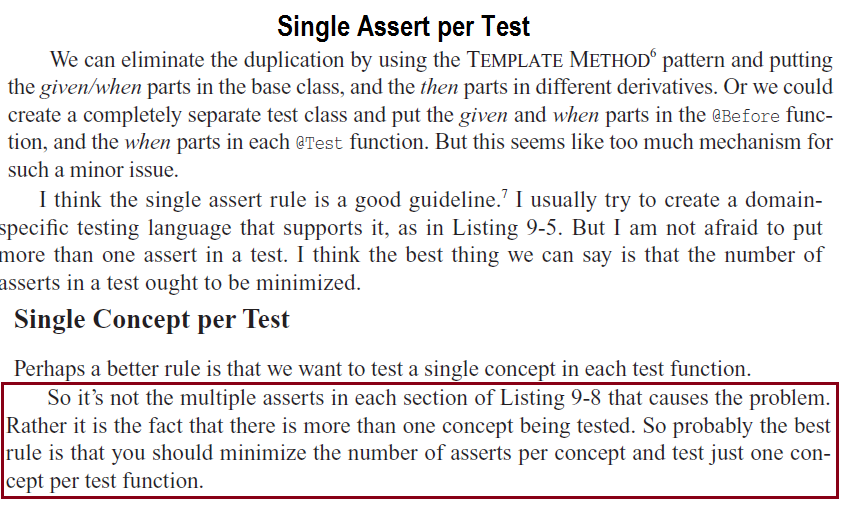 Single Assert per Test
We can eliminate the duplication by using the TEMPLATE METHOD6 pattern and putting
the given/when parts in the base class, and the then parts in different derivatives. Or we could
create a completely separate test class and put the given and when parts in the @Before func-
tion, and the when parts in each @Test function. But this seems like too much mechanism for
such a minor issue.
I think the single assert rule is a good guideline.7 I usually try to create a domain-
specific testing language that supports it, as in Listing 9-5. But I am not afraid to put
more than one assert in a test. I think the best thing we can say is that the number of
asserts in a test ought to be minimized.
Single Concept per Test
Perhaps a better rule is that we want to test a single concept in each test function.
So it’s not the multiple asserts in each section of Listing 9-8 that causes the problem.
Rather it is the fact that there is more than one concept being tested. So probably the best
rule is that you should minimize the number of asserts per concept and test just one con-
cept per test function.